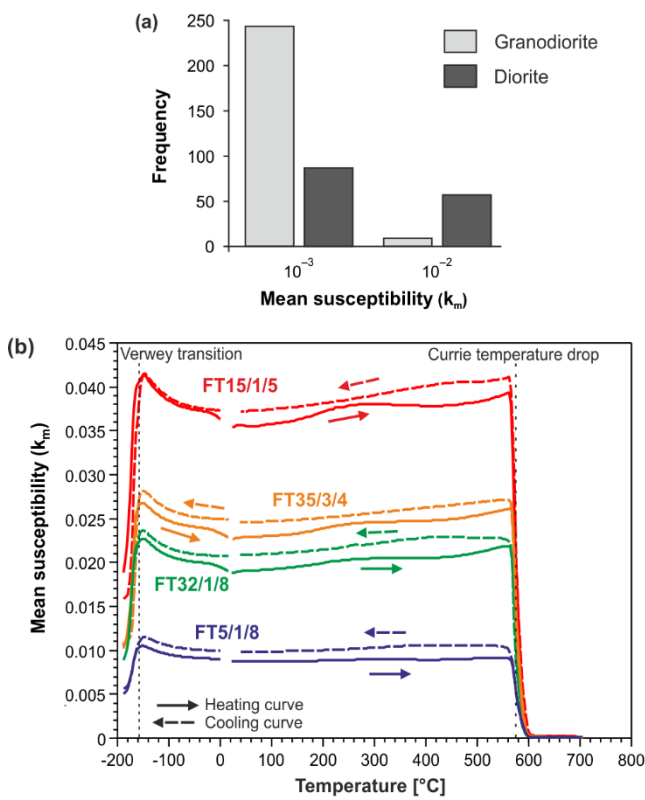 (a)
250
200
150
100
50
0
Frequency
Granodiorite
Diorite
10⁻³
10⁻²
Mean susceptibility (kₘ)
(b)
0.045
0.040
0.035
0.030
0.025
0.020
0.015
0.010
0.005
0.000
Mean susceptibility (kₘ)
Verwey transition
Currie temperature drop
FT15/1/5
FT35/3/4
FT32/1/8
FT5/1/8
Heating curve
Cooling curve
-200 -100 0 100 200 300 400 500 600 700 800
Temperature [°C]